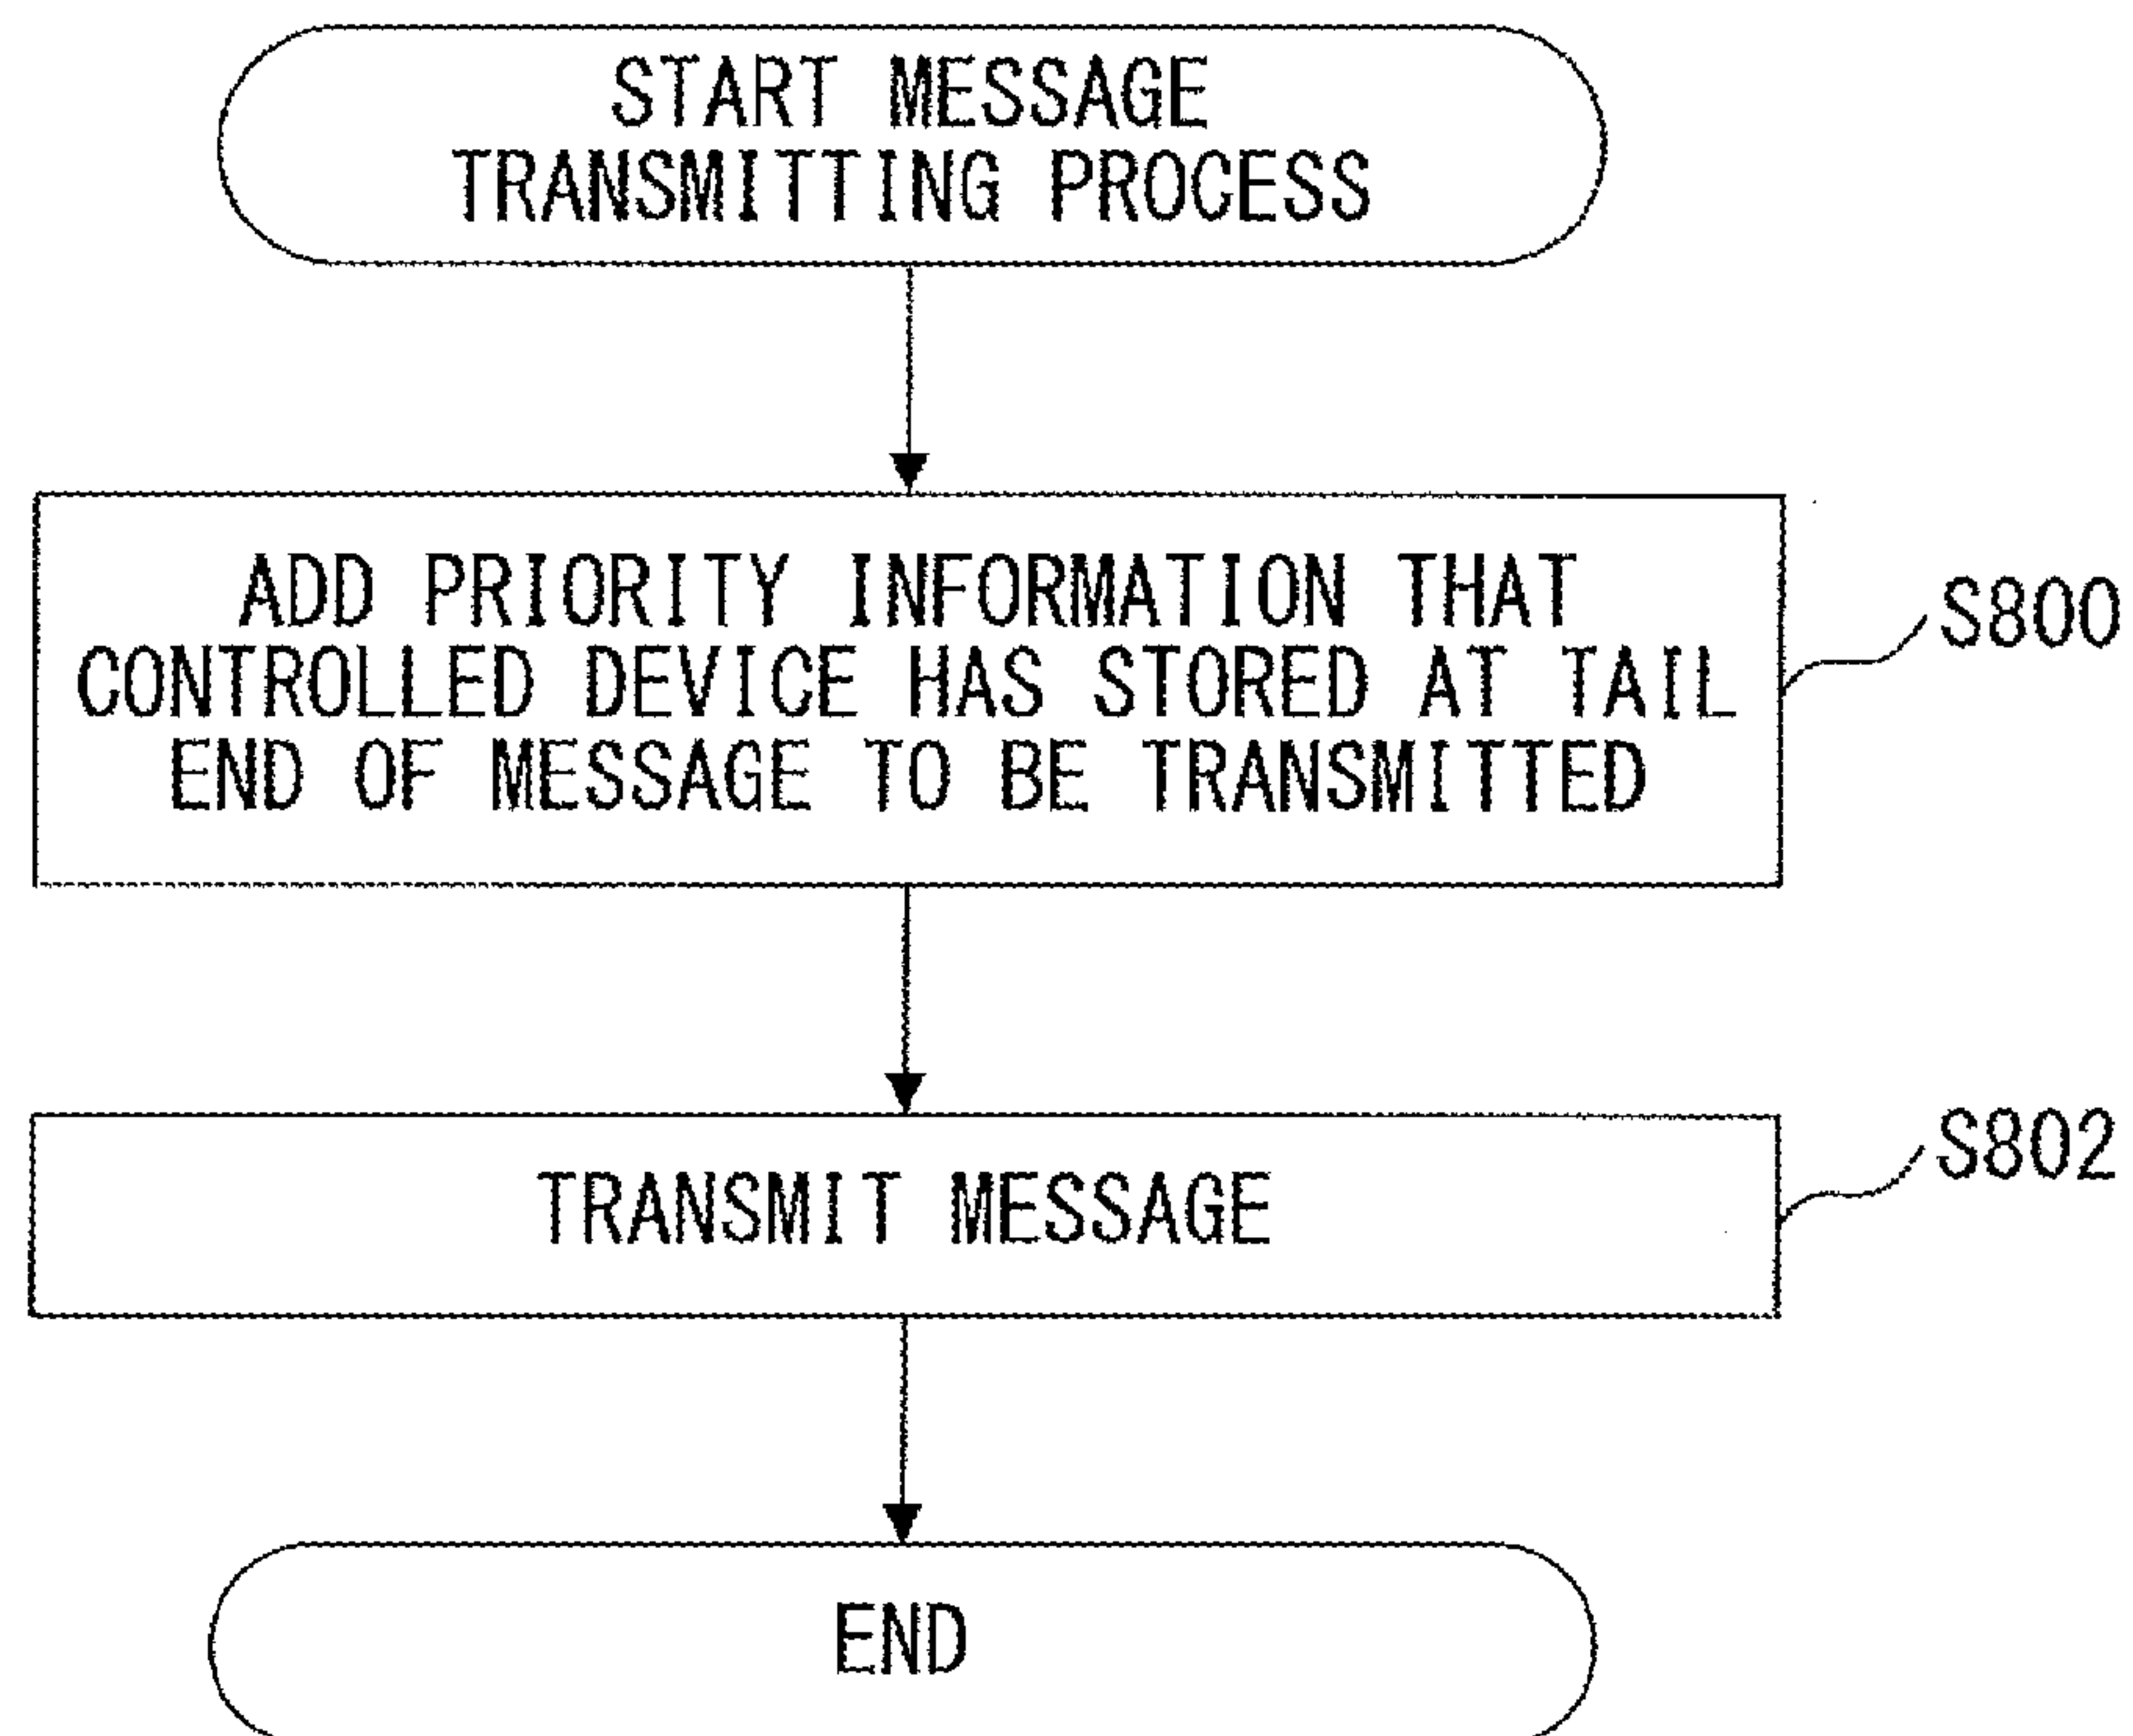 START MESSAGE
TRANSMITTING PROCESS
ADD PRIORITY INFORMATION THAT
CONTROLLED DEVICE HAS STORED AT TAIL
END OF MESSAGE TO BE TRANSMITTED
S800
TRANSMIT MESSAGE
S802
END